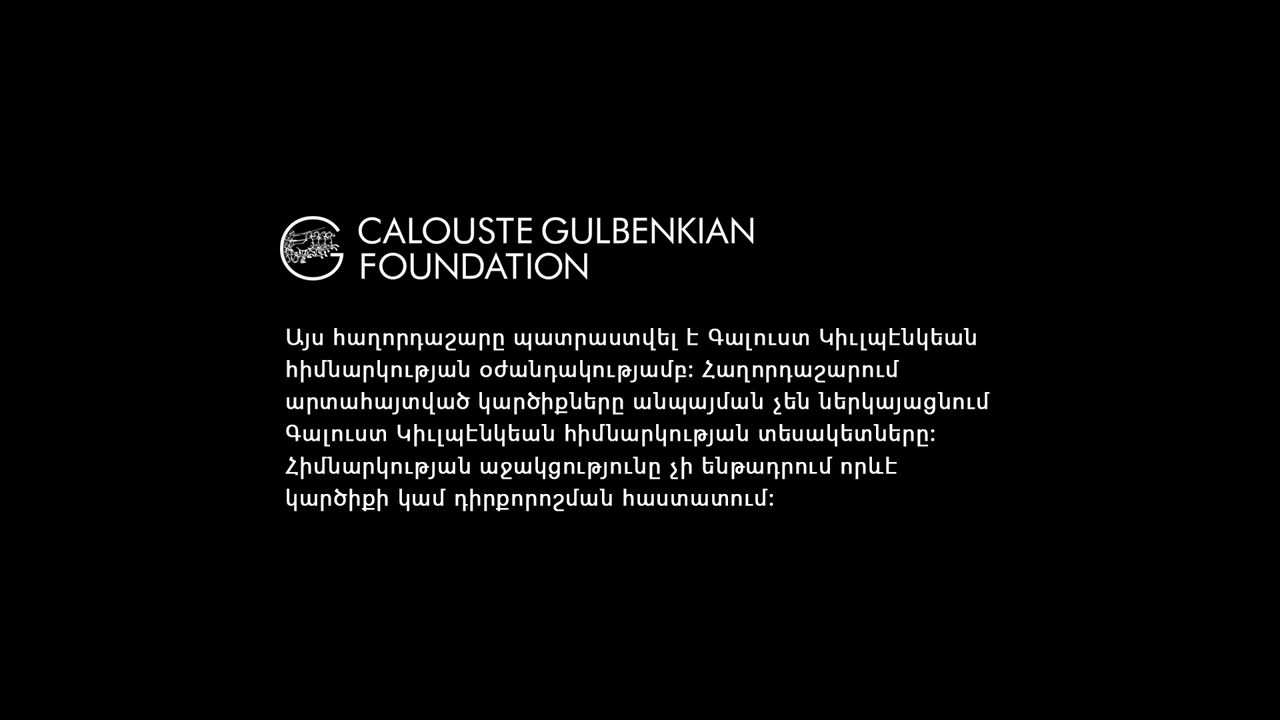 CALOUSTE GULBENKIAN
FOUNDATION
Այս հաղորդաշարը պատրաստվել է Գալուստ Կիւլպէնկեան
հիմնարկության օժանդակությամբ։ Հաղորդաշարում
արտահայտված կարծիքները անպայման չեն ներկայացնում
Գալուստ Կիւլպէնկեան հիմնարկության տեսակետները։
Հիմնարկության աջակցությունը չի ենթադրում որևէ
կարծիքի կամ դիրքորոշման հաստատում։